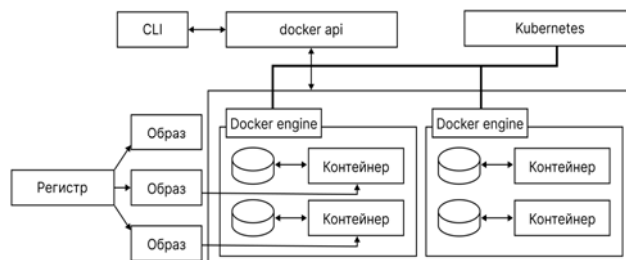 CLI
docker api
Kubernetes
Docker engine
Docker engine
Образ
Контейнер
Контейнер
Регистр
Образ
Контейнер
Контейнер
Образ